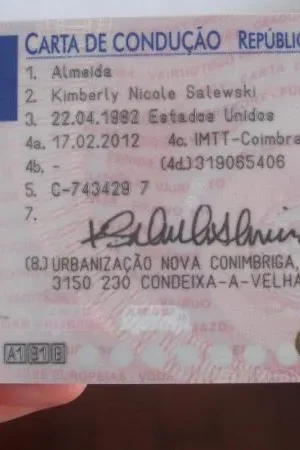 CARTA DE CONDUÇÃO REPÚBLIC
1. Almeida
2. Kimberly Nicole Salewski
3. 22.04.1982 Estados Unidos
4a. 17.02.2012 4c. IMTT-Coimbra
4b. - (4d.)319065406
5. C-743429 7
7.
(8.) URBANIZAÇÃO NOVA CONIMBRIGA,
3150 230 CONDEIXA-A-VELHA
A1 B1 B